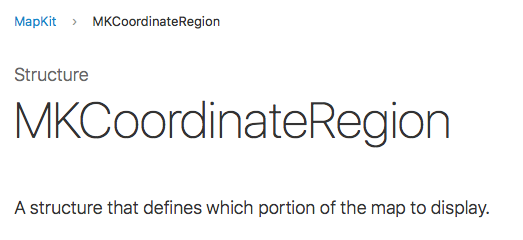 MapKit > MKCoordinateRegion
Structure
MKCoordinateRegion
A structure that defines which portion of the map to display.